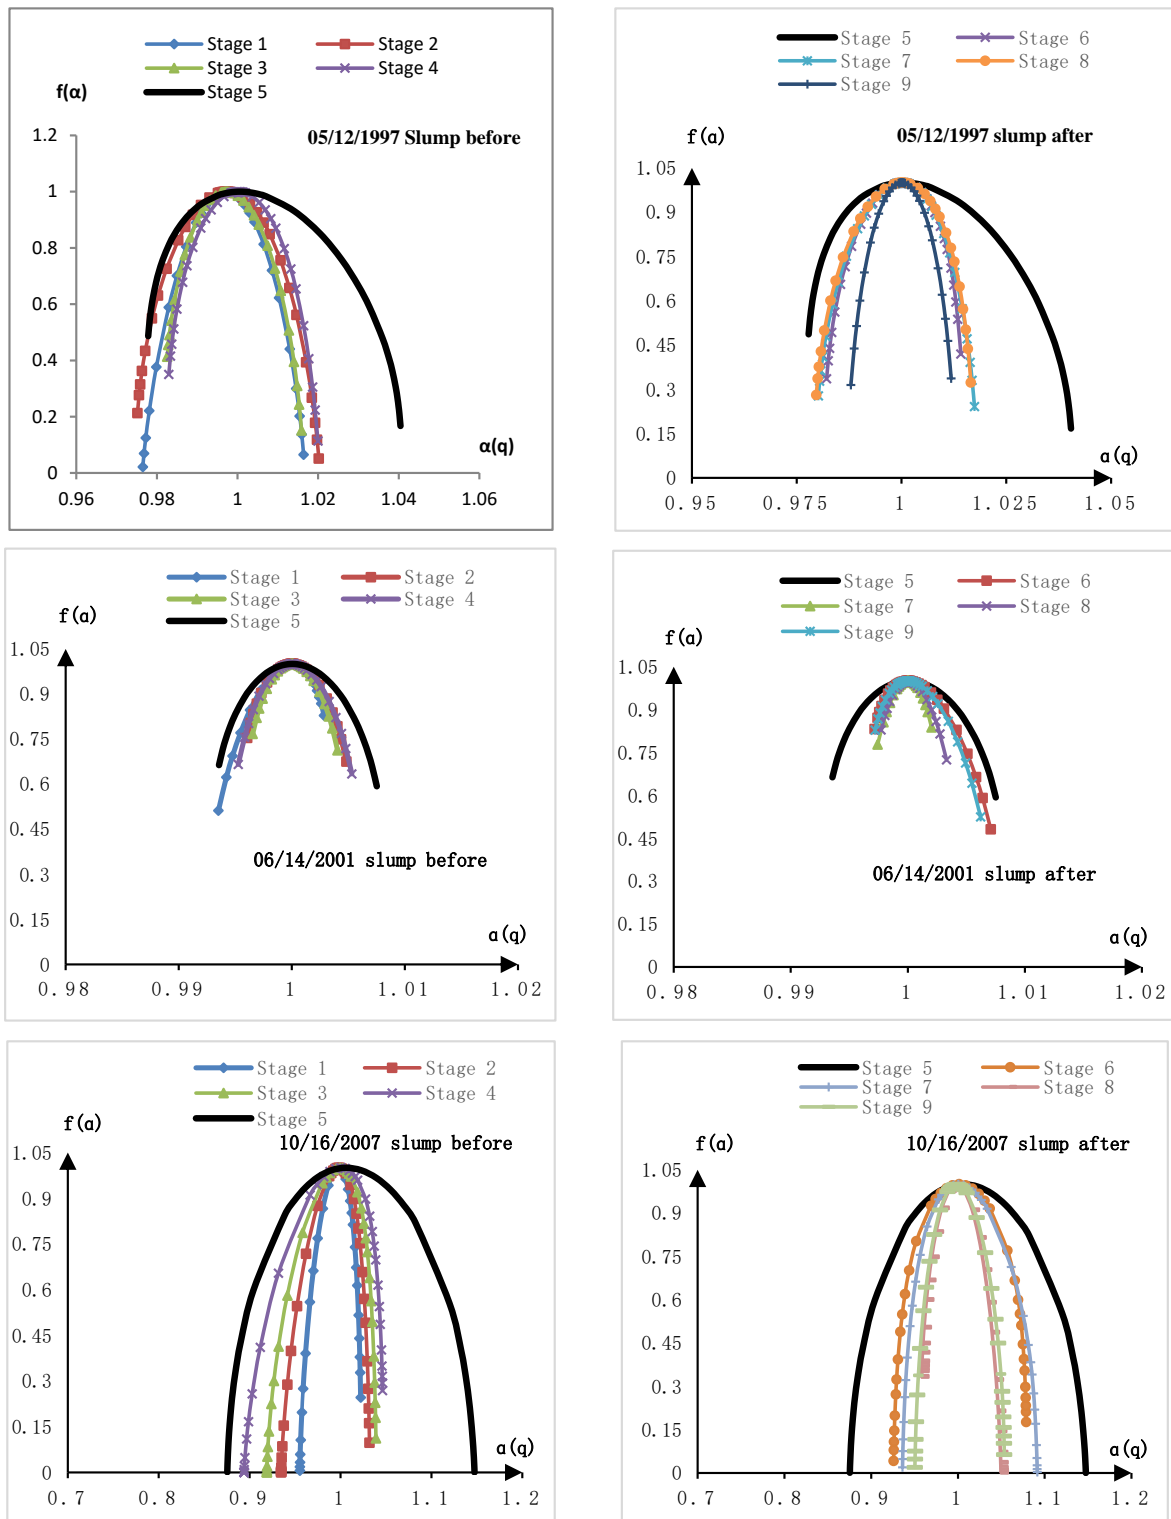 Stage 1
Stage 2
Stage 3
Stage 4
Stage 5
f(α)
05/12/1997 Slump before
1.2
1
0.8
0.6
0.4
0.2
0
α(q)
0.96
0.98
1
1.02
1.04
1.06
Stage 5
Stage 6
Stage 7
Stage 8
Stage 9
f(a)
05/12/1997 slump after
1.05
0.9
0.75
0.6
0.45
0.3
0.15
0
a(q)
0.95
0.975
1
1.025
1.05
Stage 1
Stage 2
Stage 3
Stage 4
Stage 5
f(a)
1.05
0.9
0.75
0.6
0.45
0.3
0.15
0
06/14/2001 slump before
a(q)
0.98
0.99
1
1.01
1.02
Stage 5
Stage 6
Stage 7
Stage 8
Stage 9
f(a)
1.05
0.9
0.75
0.6
0.45
0.3
0.15
0
06/14/2001 slump after
a(q)
0.98
0.99
1
1.01
1.02
Stage 1
Stage 2
Stage 3
Stage 4
Stage 5
f(a)
10/16/2007 slump before
1.05
0.9
0.75
0.6
0.45
0.3
0.15
0
a(q)
0.7
0.8
0.9
1
1.1
1.2
Stage 5
Stage 6
Stage 7
Stage 8
Stage 9
f(a)
10/16/2007 slump after
1.05
0.9
0.75
0.6
0.45
0.3
0.15
0
a(q)
0.7
0.8
0.9
1
1.1
1.2